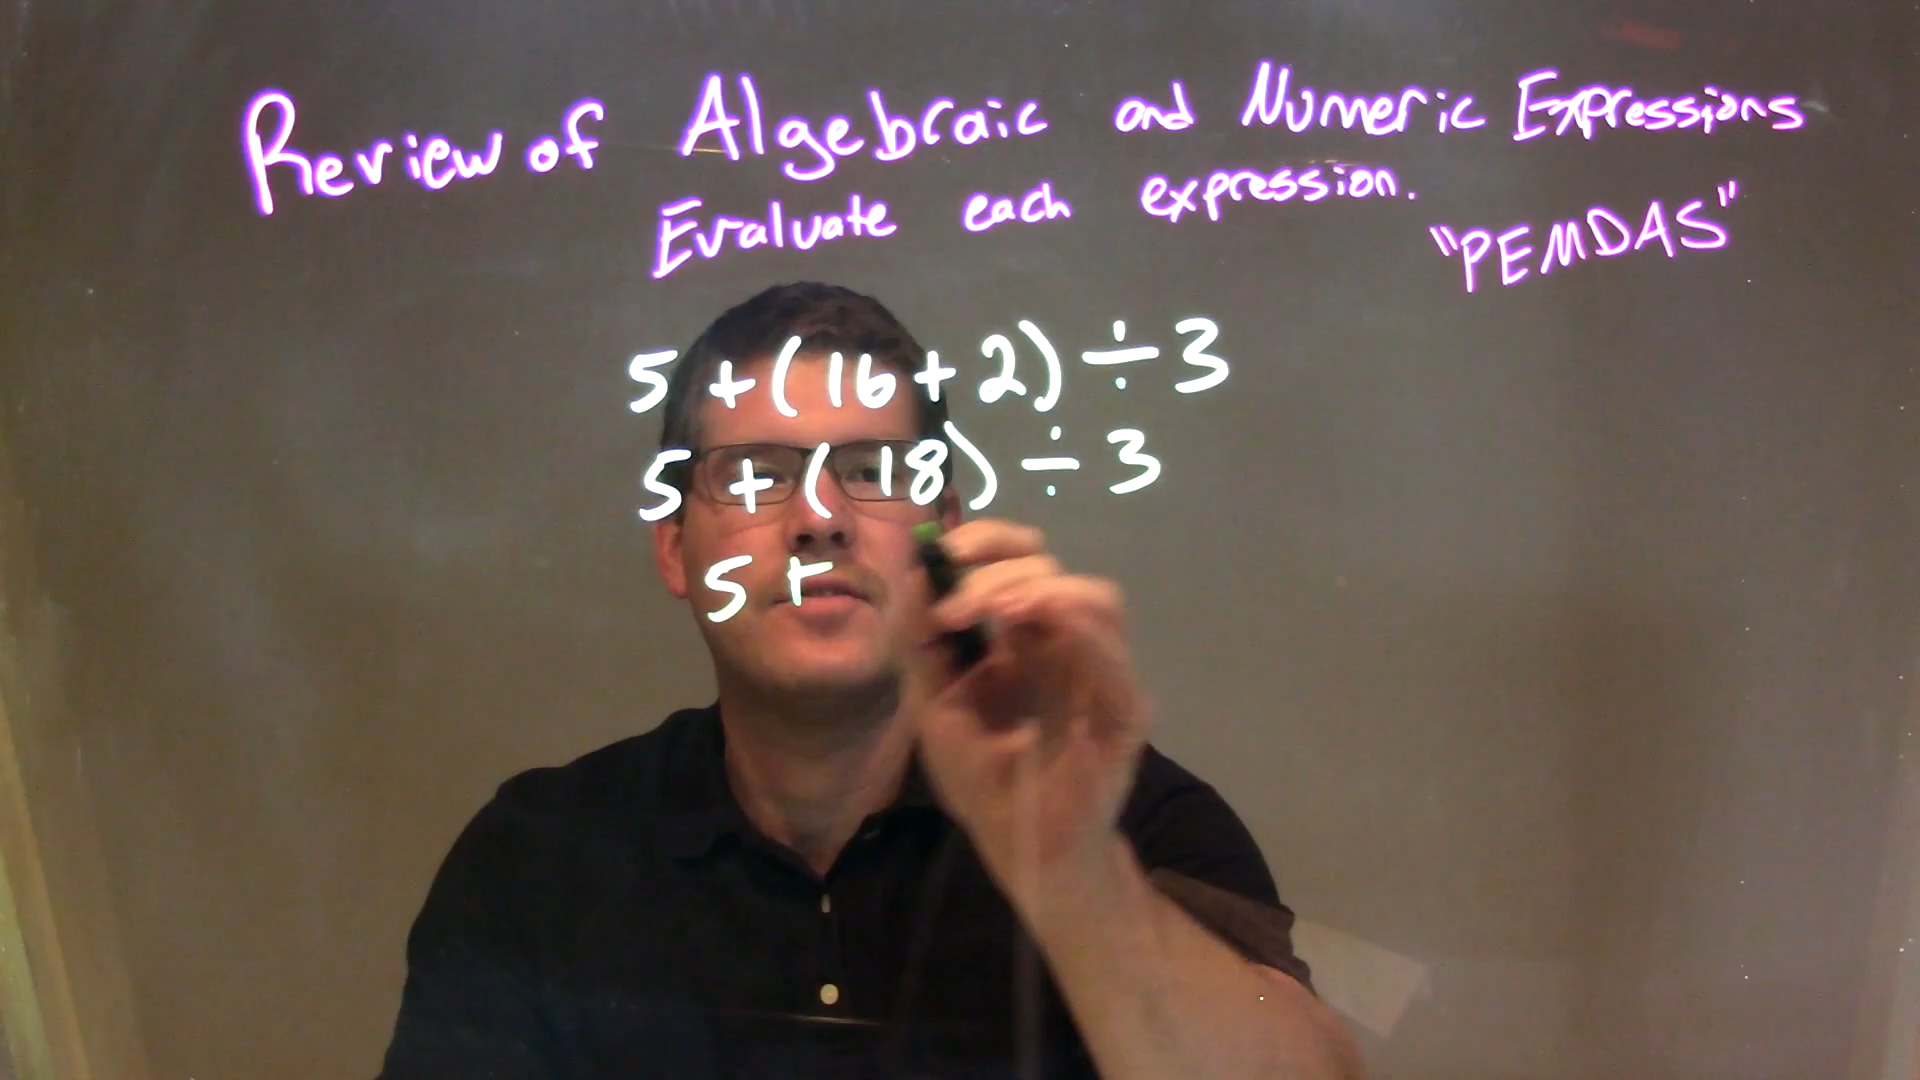 Review of Algebraic and Numeric Expressions
Evaluate each expression.
"PEMDAS"
5 + (16 + 2) ÷ 3
5 + (18) ÷ 3
5 +